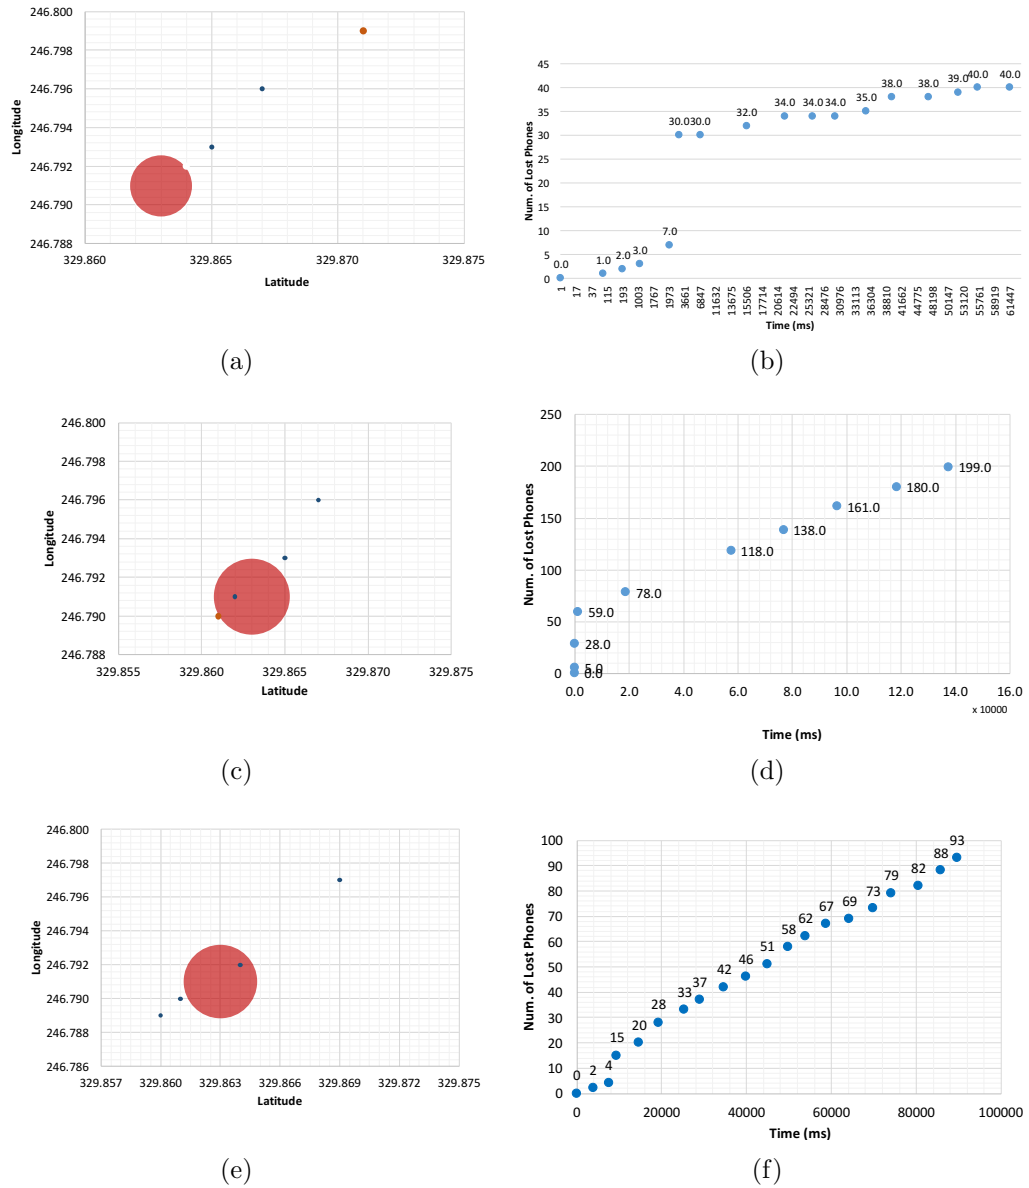 246.800
246.798
246.796
246.794
246.792
246.790
246.788
Longitude
329.860 329.865 329.870 329.875
Latitude
(a)
45
40
35
30
25
20
15
10
5
0
Num. of Lost Phones
0.0 1.0 2.0 3.0 7.0 30.0 30.0 32.0 34.0 34.0 34.0 35.0 38.0 38.0 39.0 40.0 40.0
1 17 37 115 193 1003 1767 1973 3661 6847 11632 13675 15506 17714 20614 22494 25321 28476 30976 33113 36304 38810 41662 44775 48198 50147 53120 55761 58919 61447
Time (ms)
(b)
246.800
246.798
246.796
246.794
246.792
246.790
246.788
Longitude
329.855 329.860 329.865 329.870 329.875
Latitude
(c)
250
200
150
100
50
0
Num. of Lost Phones
0.0 5.0 28.0 59.0 78.0 118.0 138.0 161.0 180.0 199.0
0.0 2.0 4.0 6.0 8.0 10.0 12.0 14.0 16.0
x 10000
Time (ms)
(d)
246.800
246.798
246.796
246.794
246.792
246.790
246.788
246.786
Longitude
329.857 329.860 329.863 329.866 329.869 329.872 329.875
Latitude
(e)
100
90
80
70
60
50
40
30
20
10
0
Num. of Lost Phones
0 2 4 15 20 28 33 37 42 46 51 58 62 67 69 73 79 82 88 93
0 20000 40000 60000 80000 100000
Time (ms)
(f)